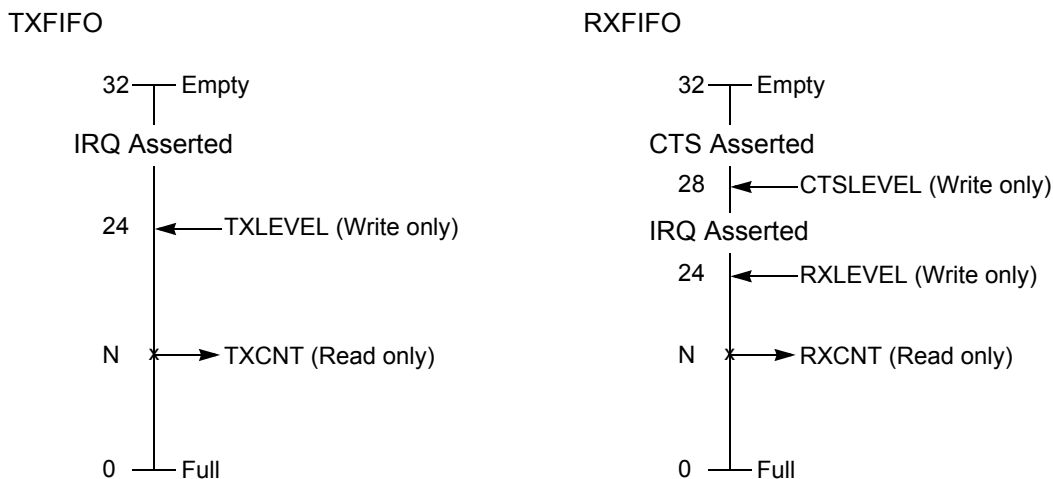 TXFIFO
32 Empty
IRQ Asserted
24 TXLEVEL (Write only)
N x TXCNT (Read only)
0 Full
RXFIFO
32 Empty
CTS Asserted
28 CTSLEVEL (Write only)
IRQ Asserted
24 RXLEVEL (Write only)
N x RXCNT (Read only)
0 Full